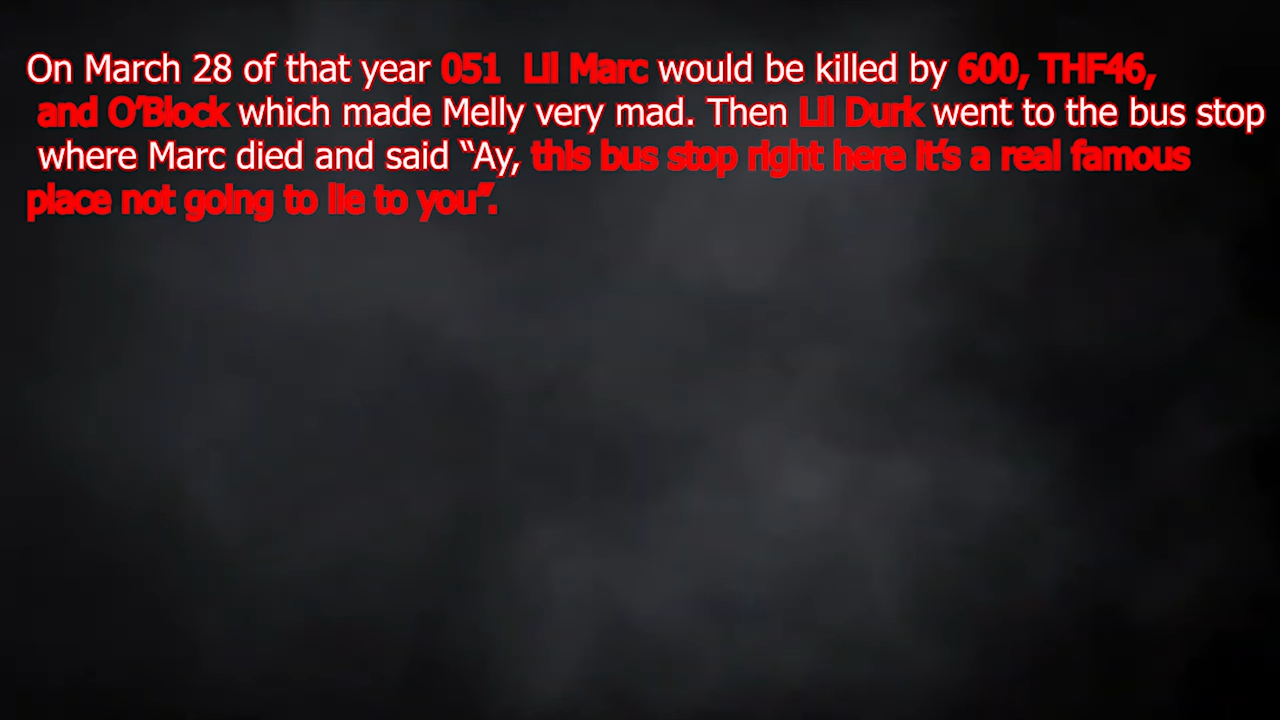 On March 28 of that year 051 Lil Marc would be killed by 600, THF46,
and O’Block which made Melly very mad. Then Lil Durk went to the bus stop
where Marc died and said “Ay, this bus stop right here it’s a real famous
place not going to lie to you”.